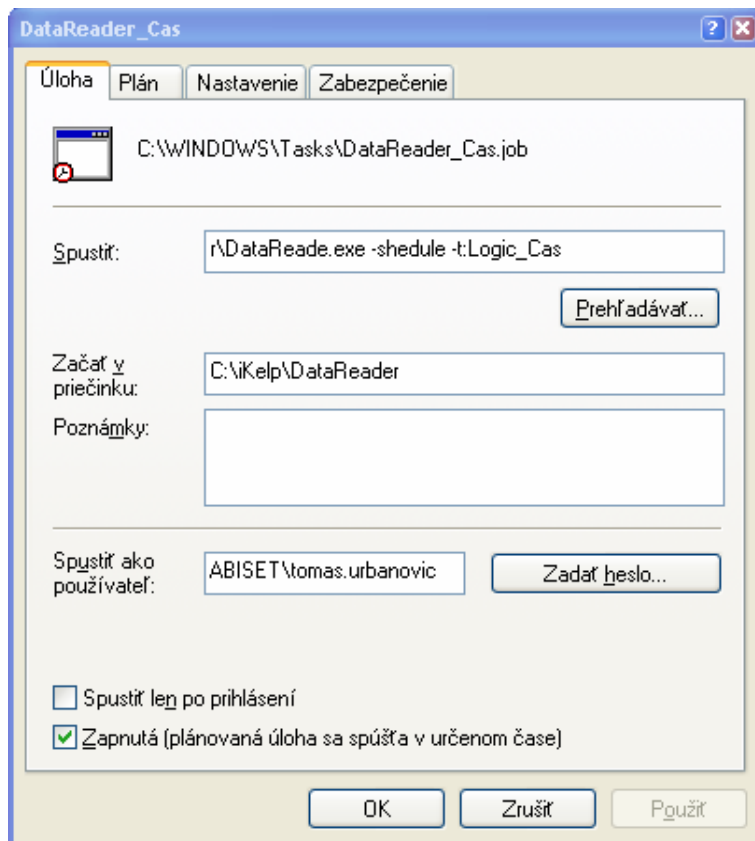 DataReader_Cas
Úloha Plán Nastavenie Zabezpečenie
C:\WINDOWS\Tasks\DataReader_Cas.job
Spustiť: r\DataReade.exe -shedule -t:Logic_Cas
Prehľadávať...
Začať v
priečinku: C:\iKelp\DataReader
Poznámky:
Spustiť ako
používateľ: ABISET\tomas.urbanovic Zadať heslo...
Spustiť len po prihlásení
Zapnutá (plánovaná úloha sa spúšťa v určenom čase)
OK Zrušiť Použiť